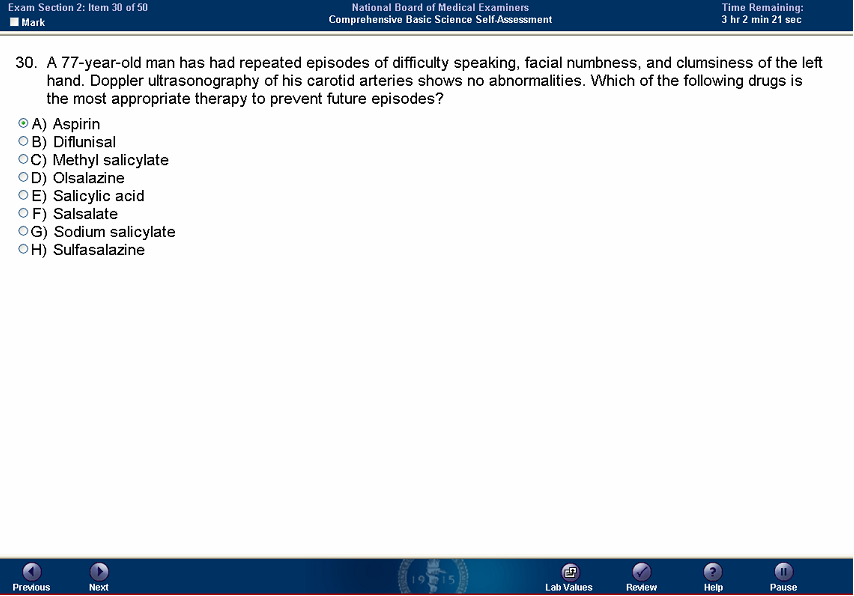 Exam Section 2: Item 30 of 50
National Board of Medical Examiners
Time Remaining:
Mark
Comprehensive Basic Science Self-Assessment
3 hr 2 min 21 sec
30. A 77-year-old man has had repeated episodes of difficulty speaking, facial numbness, and clumsiness of the left
hand. Doppler ultrasonography of his carotid arteries shows no abnormalities. Which of the following drugs is
the most appropriate therapy to prevent future episodes?
A) Aspirin
B) Diflunisal
C) Methyl salicylate
D) Olsalazine
E) Salicylic acid
F) Salsalate
G) Sodium salicylate
H) Sulfasalazine
1915
Previous
Next
Lab Values
Review
Help
Pause